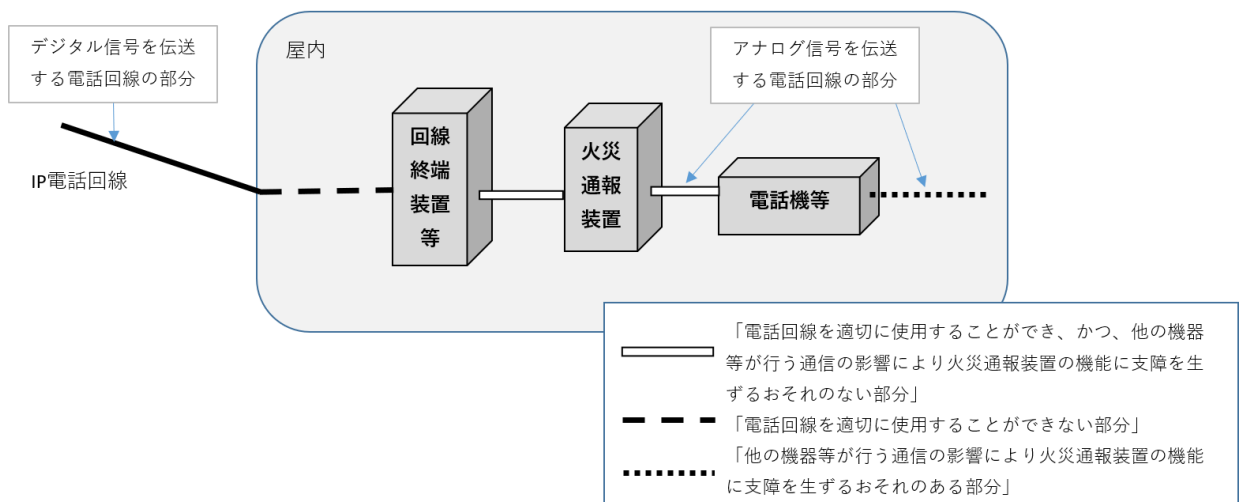 デジタル信号を伝送
する電話回線の部分
屋内
アナログ信号を伝送
する電話回線の部分
IP電話回線
回線
終端
装置
等
火災
通報
装置
電話機等
「電話回線を適切に使用することができ、かつ、他の機器
等が行う通信の影響により火災通報装置の機能に支障を生
ずるおそれのない部分」
「電話回線を適切に使用することができない部分」
「他の機器等が行う通信の影響により火災通報装置の機能
に支障を生ずるおそれのある部分」